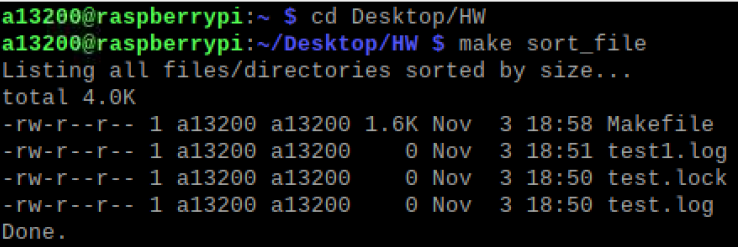 a13200@raspberrypi:~ $ cd Desktop/HW
a13200@raspberrypi:~/Desktop/HW $ make sort_file
Listing all files/directories sorted by size...
total 4.0K
-rw-r--r-- 1 a13200 a13200 1.6K Nov  3 18:58 Makefile
-rw-r--r-- 1 a13200 a13200    0 Nov  3 18:51 test1.log
-rw-r--r-- 1 a13200 a13200    0 Nov  3 18:50 test.lock
-rw-r--r-- 1 a13200 a13200    0 Nov  3 18:50 test.log
Done.